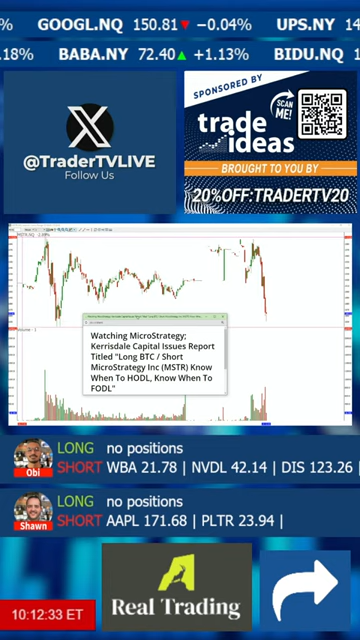 % GOOGL.NQ 150.81▼ −0.04% UPS.NY 14
.18% BABA.NY 72.40▲ +1.13% BIDU.NQ 1
@TraderTVLIVE
Follow Us
SPONSORED BY
SCAN ME!
trade
ideas
BROUGHT TO YOU BY
20%OFF:TRADERTV20
Watching MicroStrategy;
Kerrisdale Capital Issues Report
Titled "Long BTC / Short
MicroStrategy Inc (MSTR) Know
When To HODL, Know When To
FODL"
LONG no positions
SHORT WBA 21.78 | NVDL 42.14 | DIS 123.26
Obi
LONG no positions
SHORT AAPL 171.68 | PLTR 23.94 |
Shawn
Real Trading
10:12:33 ET